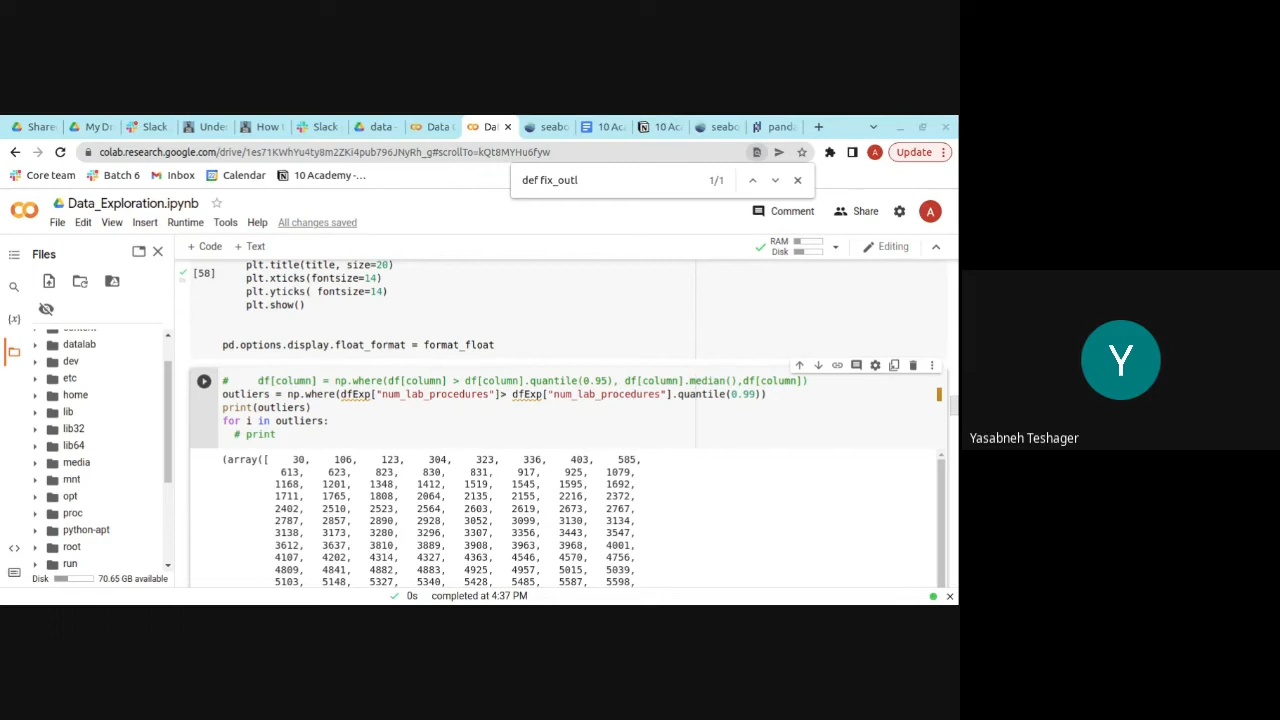 Share
My Dr
Slack
Unde
How t
Slack
data -
Data (
Dat
seabo
10 Ac
10 Aca
seabo
panda
colab.research.google.com/drive/1es71KWhYu4ty8m2ZKi4pub796JNyRh_g#scrollTo=kQt8MYHu6fyw
A
Update
Core team
Batch 6
Inbox
Calendar
10 Academy -...
def fix_outl
1/1
Data_Exploration.ipynb
Comment
Share
A
File Edit View Insert Runtime Tools Help All changes saved
Files
+ Code + Text
RAM
Disk
Editing
datalab
dev
etc
home
lib
lib32
lib64
media
mnt
opt
proc
python-apt
root
run
Disk 70.65 GB available
[58]
plt.title(title, size=20)
plt.xticks(fontsize=14)
plt.yticks( fontsize=14)
plt.show()
pd.options.display.float_format = format_float
# df[column] = np.where(df[column] > df[column].quantile(0.95), df[column].median(),df[column])
outliers = np.where(dfExp["num_lab_procedures"]> dfExp["num_lab_procedures"].quantile(0.99))
print(outliers)
for i in outliers:
# print
(array([ 30, 106, 123, 304, 323, 336, 403, 585,
613, 623, 823, 830, 831, 917, 925, 1079,
1168, 1201, 1348, 1412, 1519, 1545, 1595, 1692,
1711, 1765, 1808, 2064, 2135, 2155, 2216, 2372,
2402, 2510, 2523, 2564, 2603, 2619, 2673, 2767,
2787, 2857, 2890, 2928, 3052, 3099, 3130, 3134,
3138, 3173, 3280, 3296, 3307, 3356, 3443, 3547,
3612, 3637, 3810, 3889, 3908, 3963, 3968, 4001,
4107, 4202, 4314, 4327, 4363, 4546, 4570, 4756,
4809, 4841, 4882, 4883, 4925, 4957, 5015, 5039,
5103, 5148, 5327, 5340, 5428, 5485, 5587, 5598,
0s completed at 4:37 PM
Y
Yasabneh Teshager